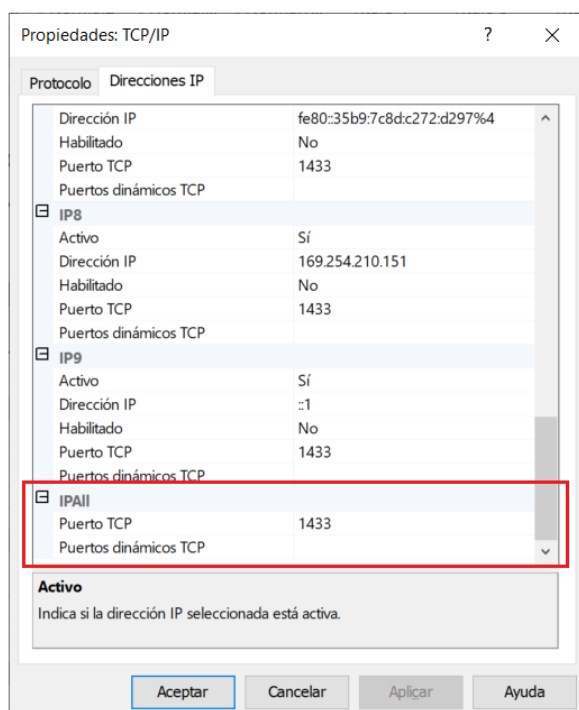 Propiedades: TCP/IP ? ×
Protocolo Direcciones IP
Dirección IP fe80::35b9:7c8d:c272:d297%4
Habilitado No
Puerto TCP 1433
Puertos dinámicos TCP
IP8
Activo Sí
Dirección IP 169.254.210.151
Habilitado No
Puerto TCP 1433
Puertos dinámicos TCP
IP9
Activo Sí
Dirección IP ::1
Habilitado No
Puerto TCP 1433
Puertos dinámicos TCP
IPAll
Puerto TCP 1433
Puertos dinámicos TCP
Activo
Indica si la dirección IP seleccionada está activa.
Aceptar Cancelar Aplicar Ayuda